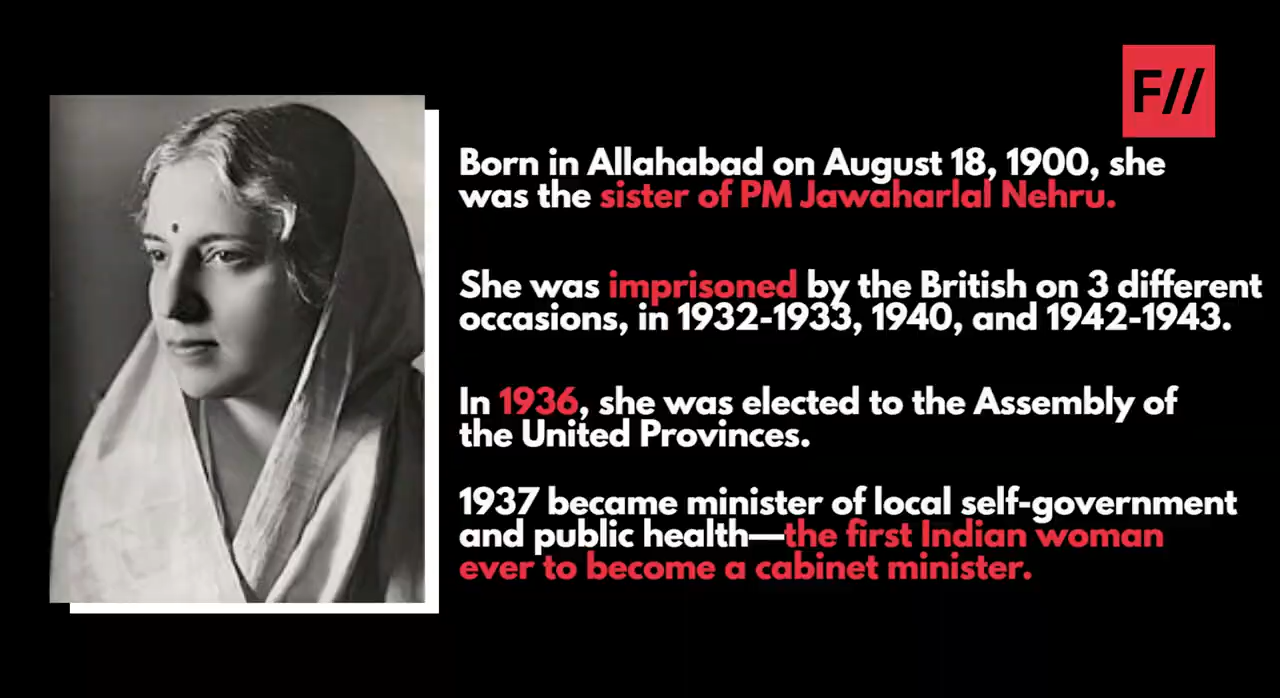 F//
Born in Allahabad on August 18, 1900, she
was the sister of PM Jawaharlal Nehru.
She was imprisoned by the British on 3 different
occasions, in 1932-1933, 1940, and 1942-1943.
In 1936, she was elected to the Assembly of
the United Provinces.
1937 became minister of local self-government
and public health—the first Indian woman
ever to become a cabinet minister.